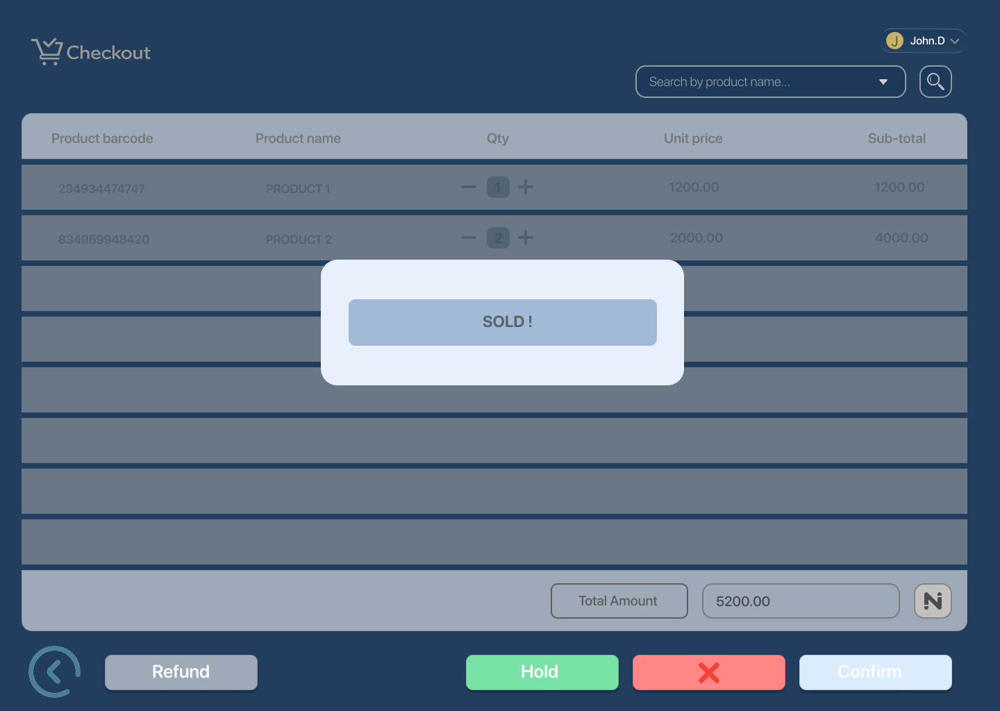 Checkout
J John.D
Search by product name...
Product barcode Product name Qty Unit price Sub-total
234934474747 PRODUCT 1 1 1200.00 1200.00
834959948420 PRODUCT 2 2 2000.00 4000.00
SOLD !
Total Amount 5200.00
Refund Hold Confirm